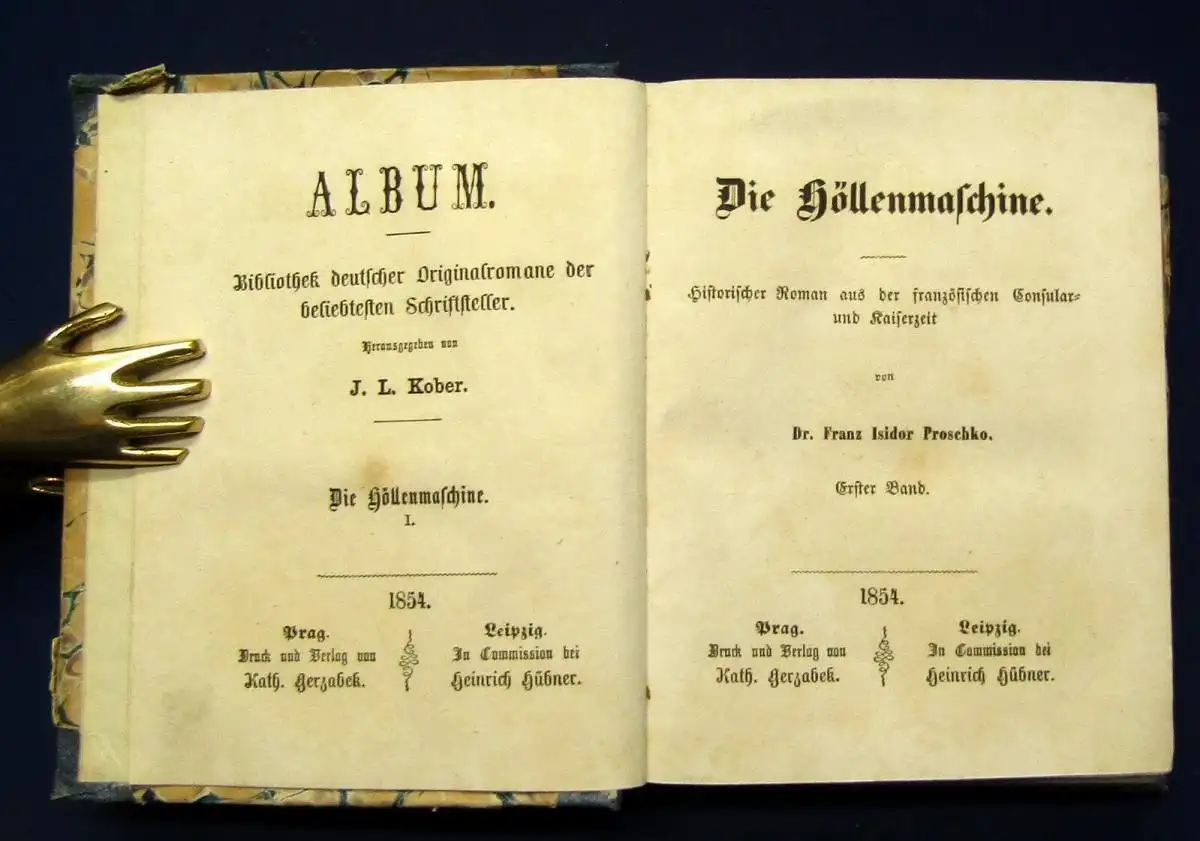 ALBUM.
Bibliothek deutscher Originalromane der
beliebtesten Schriftsteller.
Herausgegeben von
J. L. Kober.
Die Höllenmaschine.
I.
1854.
Prag.
Druck und Verlag von
Kath. Gerzabek.
Leipzig.
In Commission bei
Heinrich Hübner.
Die Höllenmaschine.
Historischer Roman aus der französischen Consular-
und Kaiserzeit
von
Dr. Franz Isidor Proschko.
Erster Band.
1854.
Prag.
Druck und Verlag von
Kath. Gerzabek.
Leipzig.
In Commission bei
Heinrich Hübner.